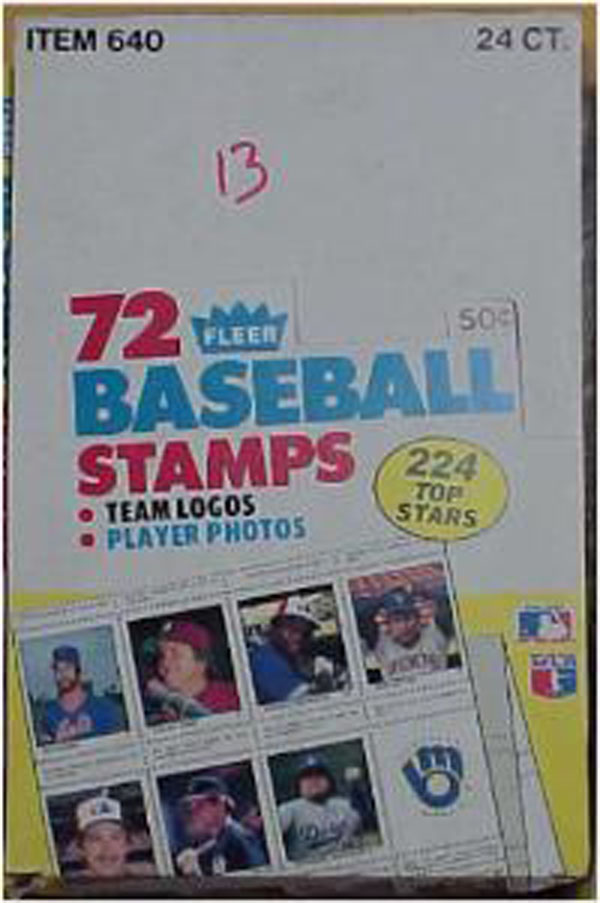 ITEM 640
24 CT.
13
72
FLEER
50¢
BASEBALL
STAMPS
• TEAM LOGOS
• PLAYER PHOTOS
224
TOP
STARS